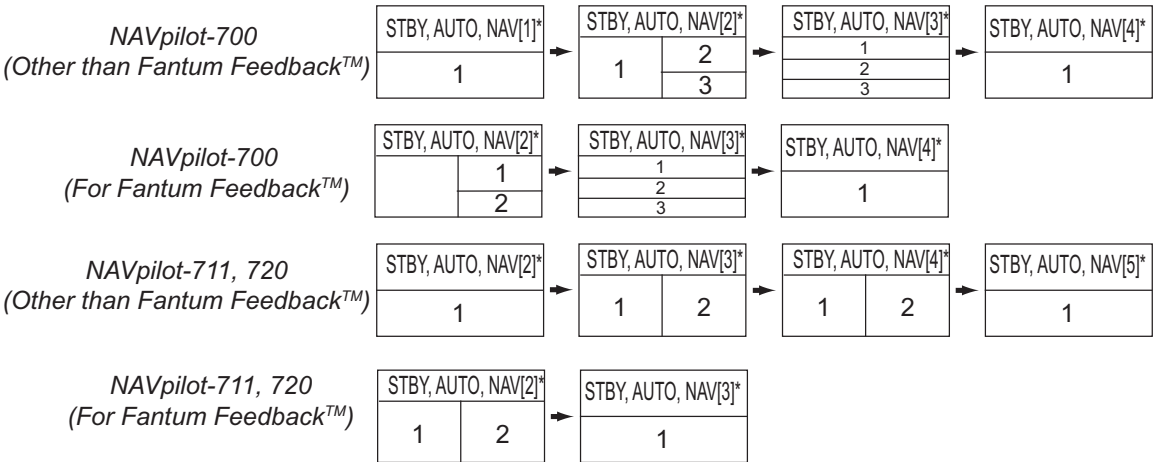 NAVpilot-700
(Other than Fantum Feedback™)
STBY, AUTO, NAV[1]*
1
STBY, AUTO, NAV[2]*
1
2
3
STBY, AUTO, NAV[3]*
1
2
3
STBY, AUTO, NAV[4]*
1
NAVpilot-700
(For Fantum Feedback™)
STBY, AUTO, NAV[2]*
1
2
STBY, AUTO, NAV[3]*
1
2
3
STBY, AUTO, NAV[4]*
1
NAVpilot-711, 720
(Other than Fantum Feedback™)
STBY, AUTO, NAV[2]*
1
STBY, AUTO, NAV[3]*
1 2
STBY, AUTO, NAV[4]*
1 2
STBY, AUTO, NAV[5]*
1
NAVpilot-711, 720
(For Fantum Feedback™)
STBY, AUTO, NAV[2]*
1 2
STBY, AUTO, NAV[3]*
1